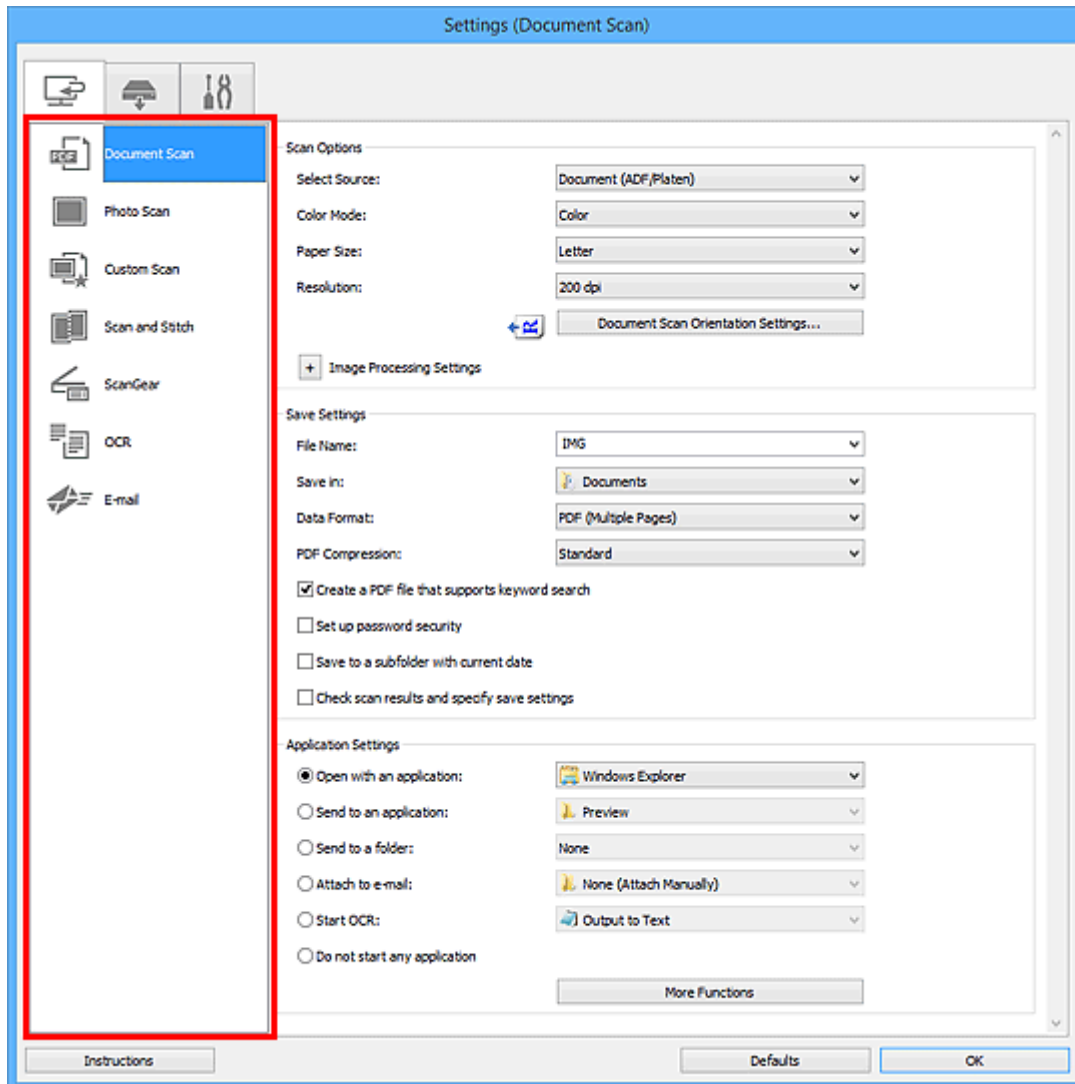 Settings (Document Scan)
PDF
Document Scan
Photo Scan
Custom Scan
Scan and Stitch
ScanGear
OCR
E-mail
Scan Options
Select Source: Document (ADF/Platen)
Color Mode: Color
Paper Size: Letter
Resolution: 200 dpi
R Document Scan Orientation Settings...
+ Image Processing Settings
Save Settings
File Name: IMG
Save in: Documents
Data Format: PDF (Multiple Pages)
PDF Compression: Standard
Create a PDF file that supports keyword search
Set up password security
Save to a subfolder with current date
Check scan results and specify save settings
Application Settings
Open with an application: Windows Explorer
Send to an application: Preview
Send to a folder: None
Attach to e-mail: None (Attach Manually)
Start OCR: Output to Text
Do not start any application
More Functions
Instructions Defaults OK